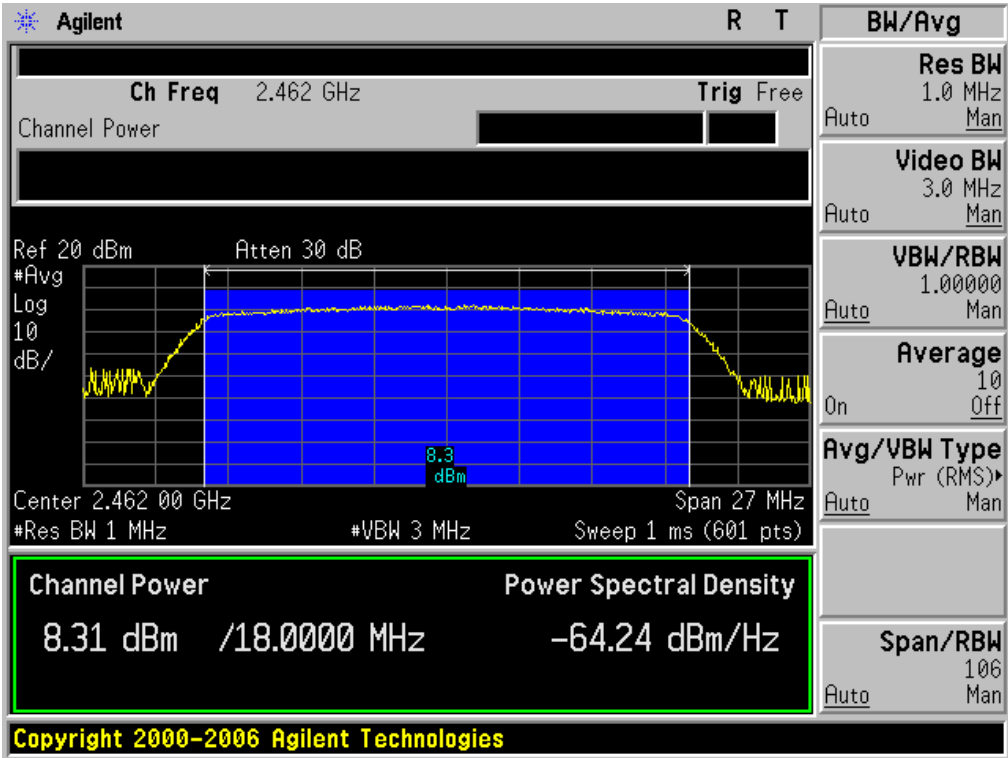 Agilent R T
Ch Freq 2.462 GHz Trig Free
Channel Power
Ref 20 dBm Atten 30 dB
#Avg
Log
10
dB/
8.3
dBm
Center 2.462 00 GHz Span 27 MHz
#Res BW 1 MHz #VBW 3 MHz Sweep 1 ms (601 pts)
Channel Power Power Spectral Density
8.31 dBm /18.0000 MHz -64.24 dBm/Hz
Copyright 2000-2006 Agilent Technologies
BW/Avg
Res BW
1.0 MHz
Auto Man
Video BW
3.0 MHz
Auto Man
VBW/RBW
1.00000
Auto Man
Average
10
On Off
Avg/VBW Type
Pwr (RMS)▸
Auto Man
Span/RBW
106
Auto Man